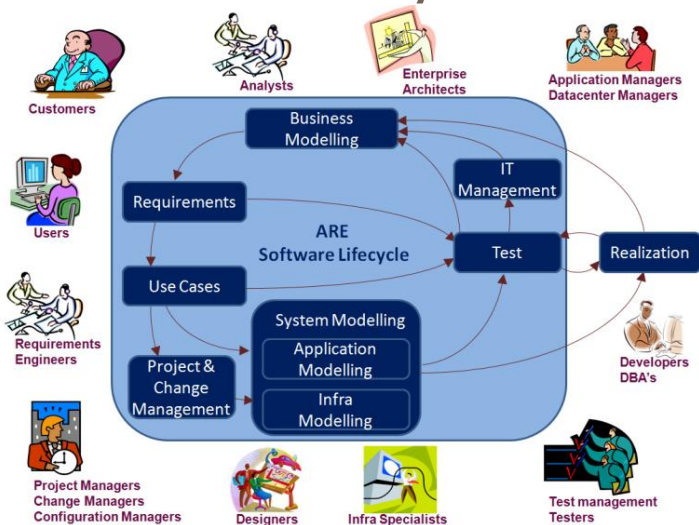 Customers
Analysts
Enterprise
Architects
Application Managers
Datacenter Managers
Business
Modelling
IT
Management
Users
Requirements
ARE
Software Lifecycle
Test
Realization
Use Cases
Requirements
Engineers
System Modelling
Application
Modelling
Project &
Change
Management
Infra
Modelling
Developers
DBA's
Project Managers
Change Managers
Configuration Managers
Designers
Infra Specialists
Test management
Testers